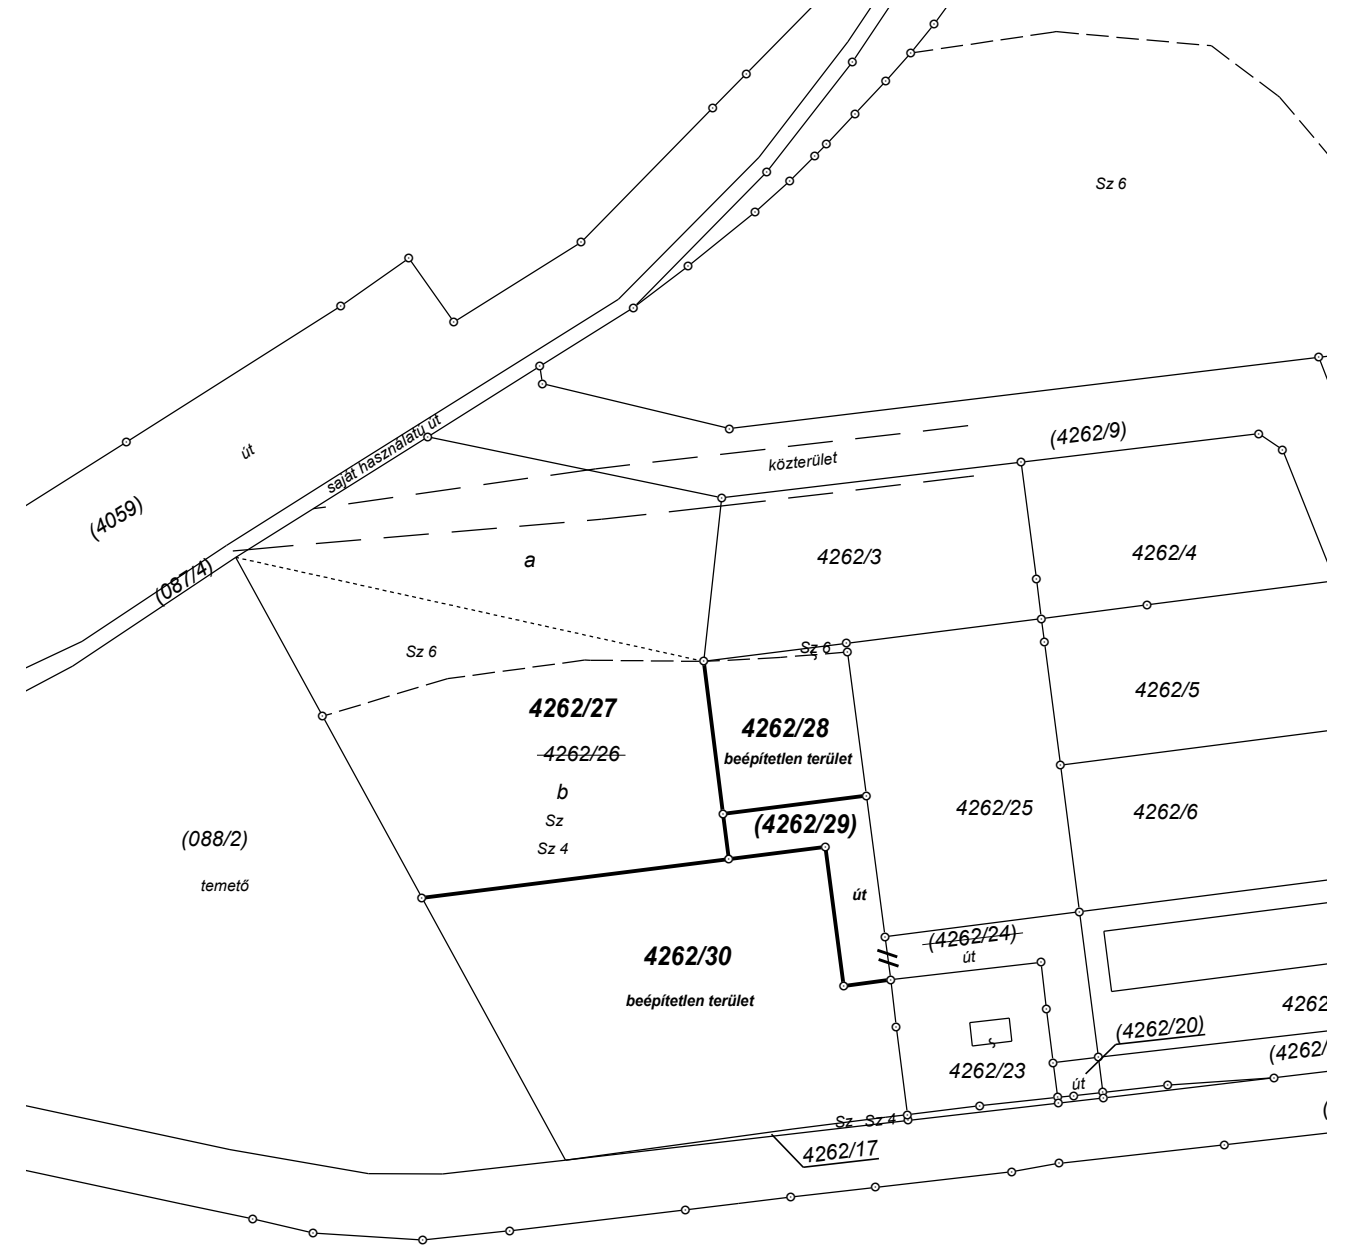 Sz 6
(4262/9)
közterület
saját használatú út
út
(4059)
(087/4)
a
4262/3
4262/4
Sz 6
Sz 6
4262/5
4262/27
4262/28
4262/26
beépítetlen terület
b
4262/25
4262/6
Sz
(4262/29)
Sz 4
(088/2)
temető
út
(4262/24)
út
4262/30
beépítetlen terület
4262
(4262/20)
(4262/
4262/23
út
Sz Sz 4
(
4262/17